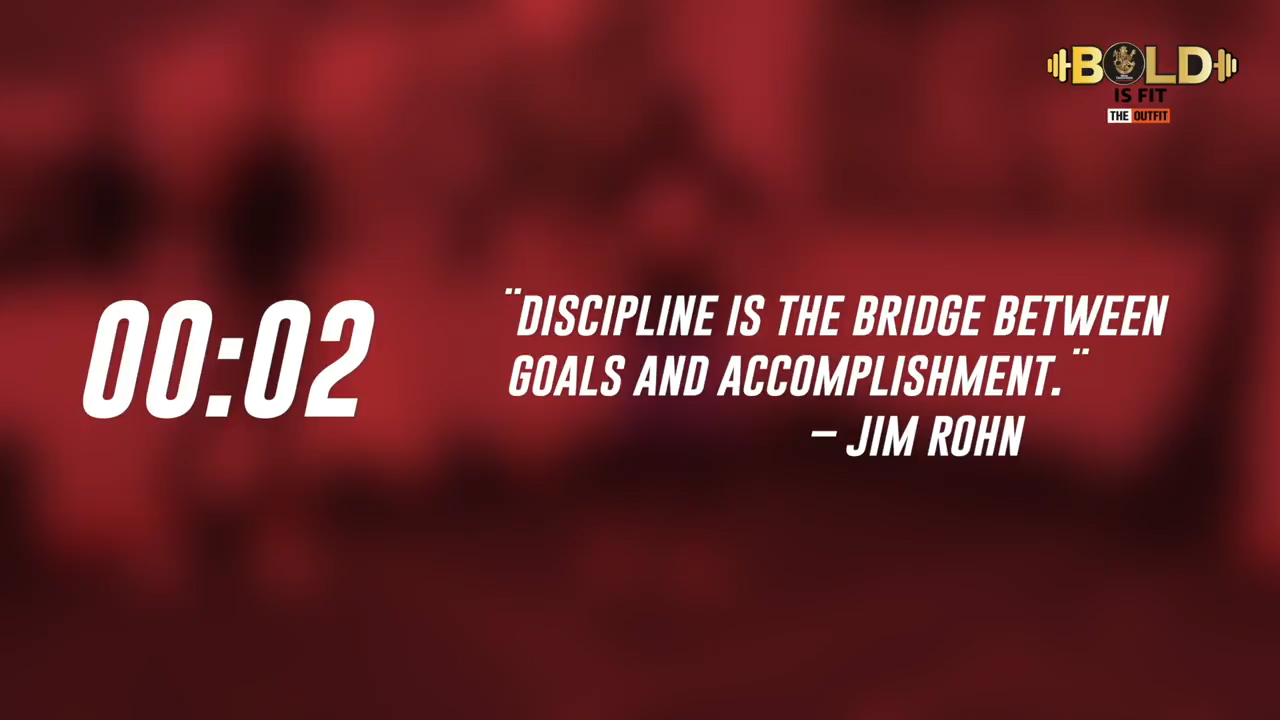 BOLD
IS FIT
THE OUTFIT
00:02
¨DISCIPLINE IS THE BRIDGE BETWEEN
GOALS AND ACCOMPLISHMENT.¨
– JIM ROHN